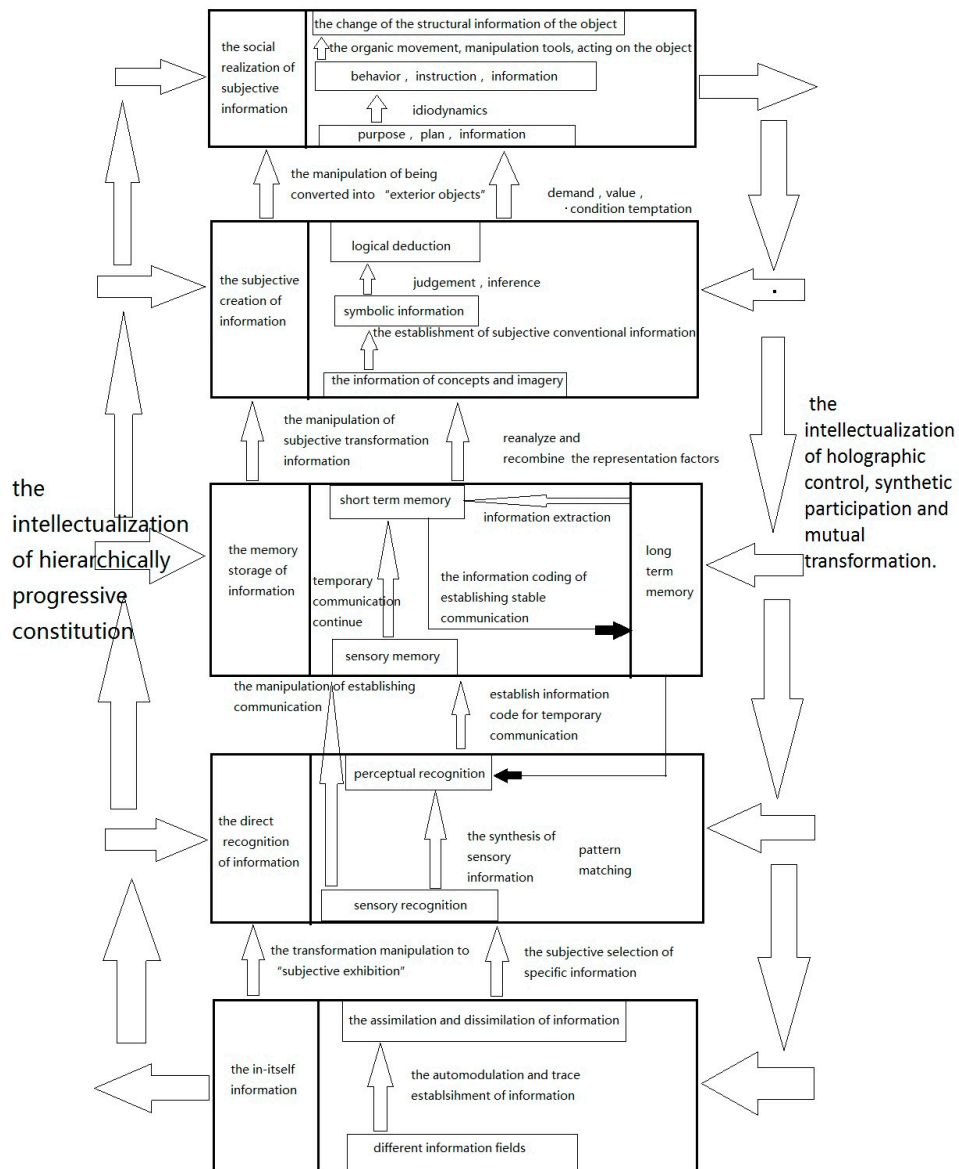 the change of the structural information of the object
the organic movement, manipulation tools, acting on the object
the social
realization of
subjective
information
behavior , instruction , information
idiodynamics
purpose , plan , information
the manipulation of being
converted into “exterior objects”
demand , value ,
· condition temptation
logical deduction
the subjective
creation of
information
judgement , inference
symbolic information
the establishment of subjective conventional information
the information of concepts and imagery
the manipulation of
subjective transformation
information
reanalyze and
recombine the representation factors
the
intellectualization
of holographic
control, synthetic
participation and
mutual
transformation.
the
intellectualization
of hierarchically
progressive
constitution
short term memory
information extraction
the memory
storage of
information
long
term
memory
temporary
communication
continue
the information coding of
establishing stable
communication
sensory memory
the manipulation of establishing
communication
establish information
code for temporary
communication
perceptual recognition
the direct
recognition
of information
the synthesis of
sensory
information
pattern
matching
sensory recognition
the transformation manipulation to
“subjective exhibition”
the subjective selection of
specific information
the assimilation and dissimilation of information
the in-itself
information
the automodulation and trace
establsihment of information
different information fields